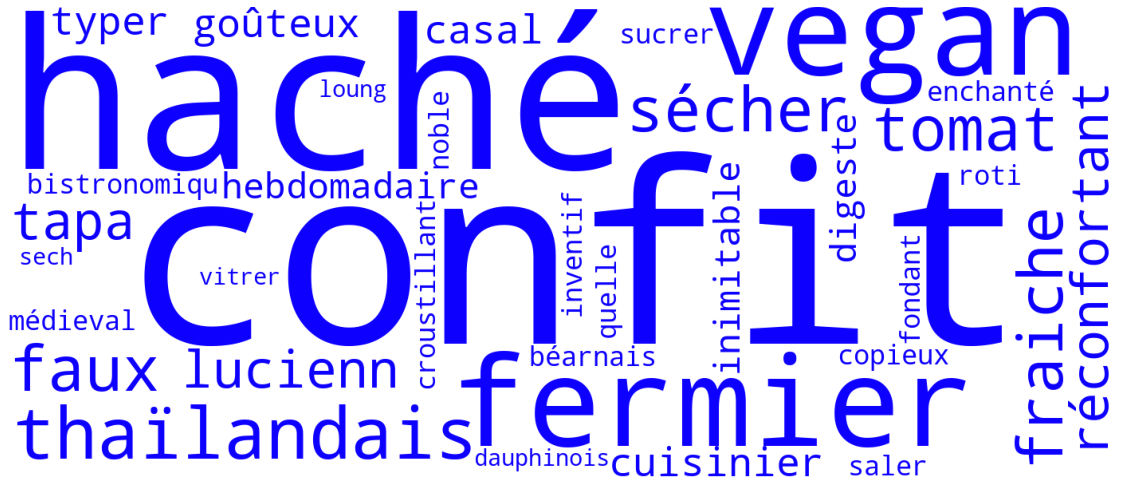 typer
goûteux
casal
sucrer
vegan
haché
loung
noble
sécher
enchanté
tomat
réconfortant
bistronomiqu
hebdomadaire
digeste
roti
tapa
confit
sech
vitrer
croustillant
inventif
quelle
inimitable
fondant
fraiche
médieval
faux
lucienn
béarnais
copieux
fermier
thaïlandais
dauphinois
cuisinier
saler